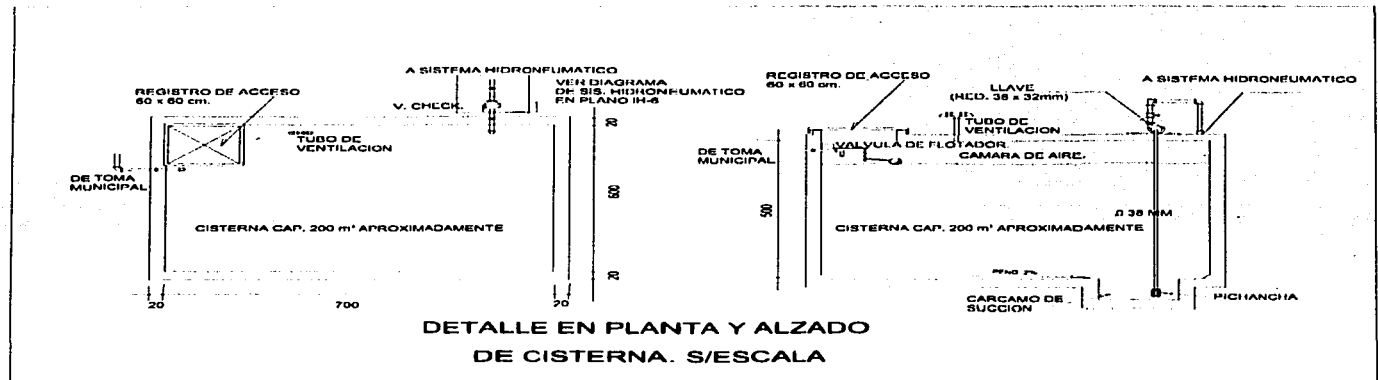 A SISTEMA HIDRONEUMATICO
VER DIAGRAMA
DE SIS. HIDRONEUMATICO
EN PLANO IH-6
V. CHECK.
REGISTRO DE ACCESO
60 x 60 cm.
TUBO DE
VENTILACION
DE TOMA
MUNICIPAL
CISTERNA CAP. 200 m³ APROXIMADAMENTE
20
600
20
20
700
20
REGISTRO DE ACCESO
60 x 60 cm.
LLAVE
(RED. 38 x 32mm)
A SISTEMA HIDRONEUMATICO
TUBO DE
VENTILACION
DE TOMA
MUNICIPAL
VALVULA DE FLOTADOR.
CAMARA DE AIRE.
500
Ω 38 MM
CISTERNA CAP. 200 m³ APROXIMADAMENTE
PEND. 2%
CARCAMO DE
SUCCION
PICHANCHA
DETALLE EN PLANTA Y ALZADO
DE CISTERNA. S/ESCALA